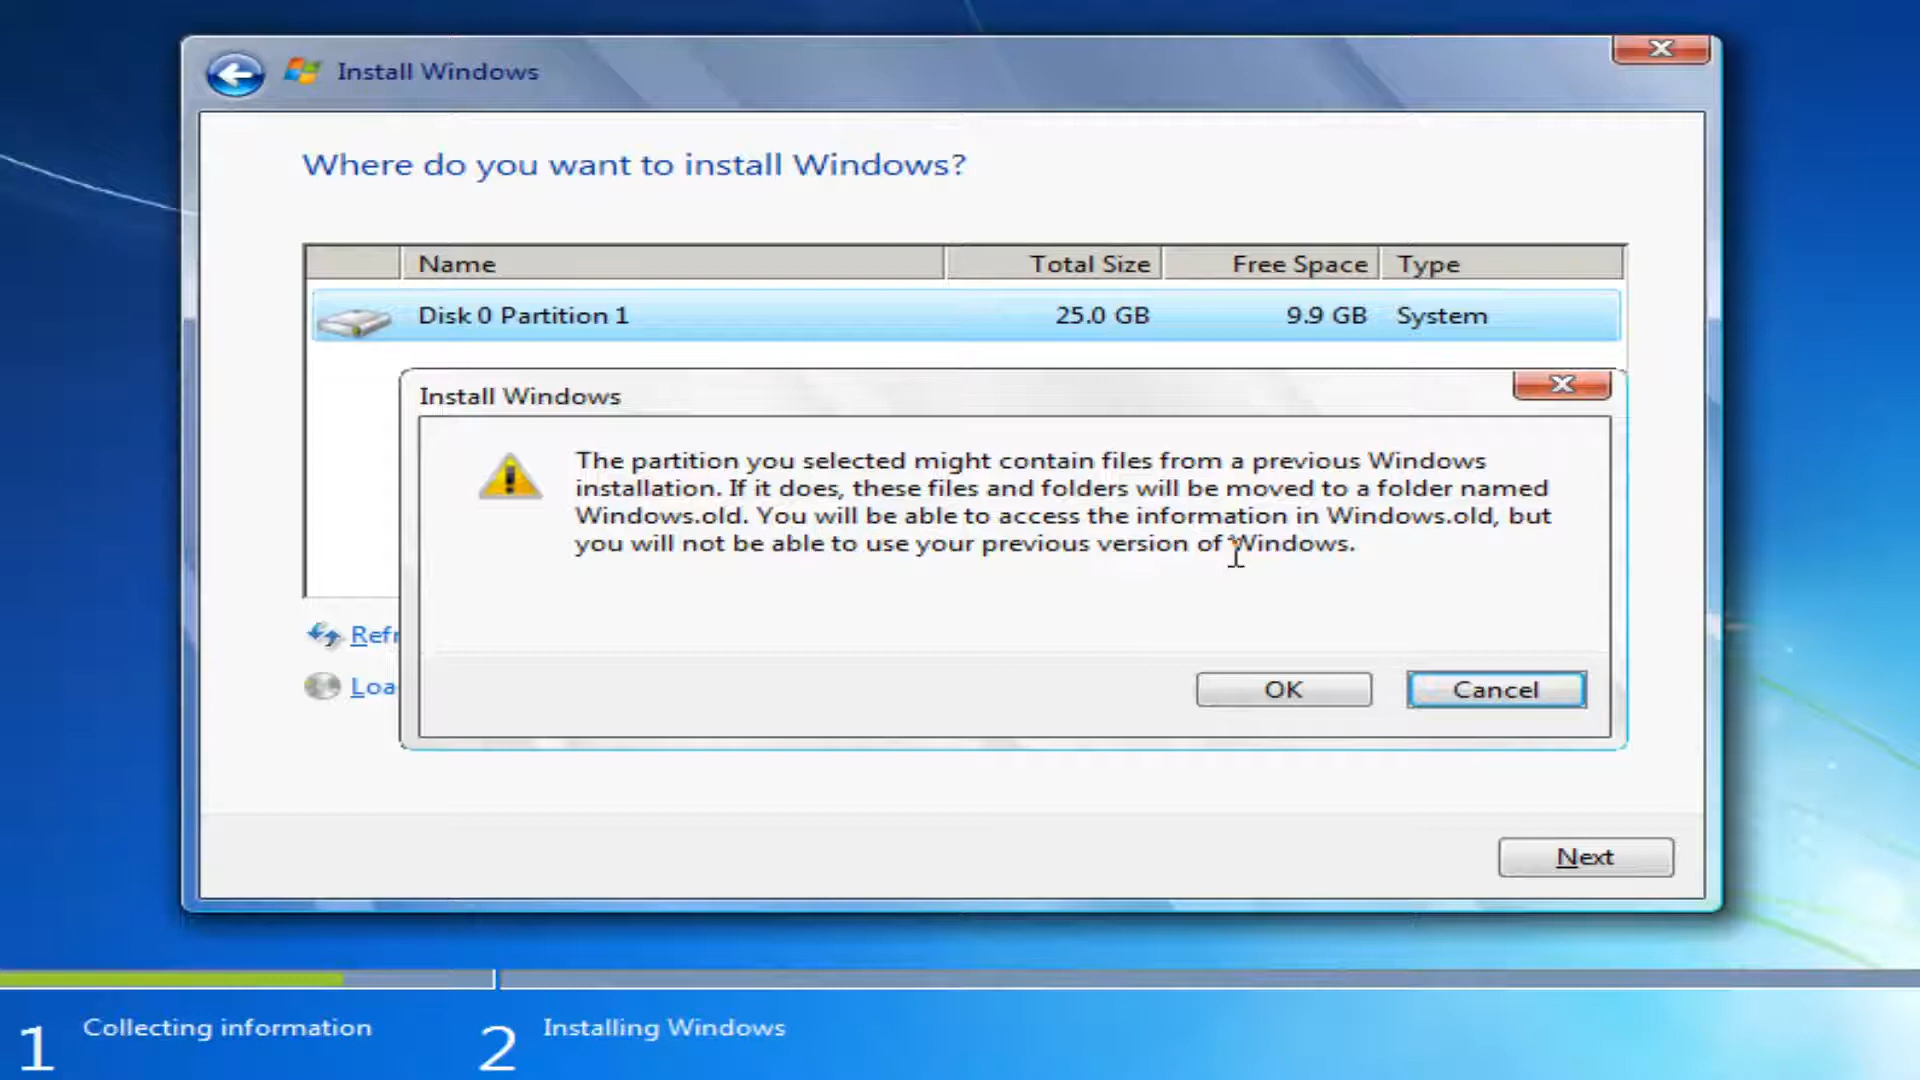 Install Windows
Where do you want to install Windows?
Name Total Size Free Space Type
Disk 0 Partition 1 25.0 GB 9.9 GB System
Install Windows
The partition you selected might contain files from a previous Windows
installation. If it does, these files and folders will be moved to a folder named
Windows.old. You will be able to access the information in Windows.old, but
you will not be able to use your previous version of Windows.
Refr
Loa
OK Cancel
Next
1 Collecting information 2 Installing Windows